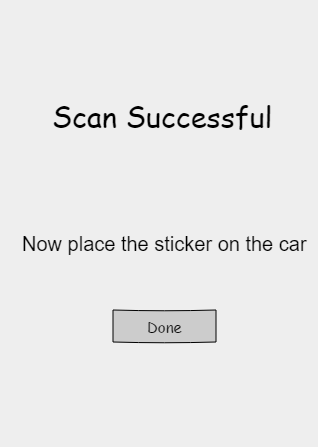 Scan Successful
Now place the sticker on the car
Done